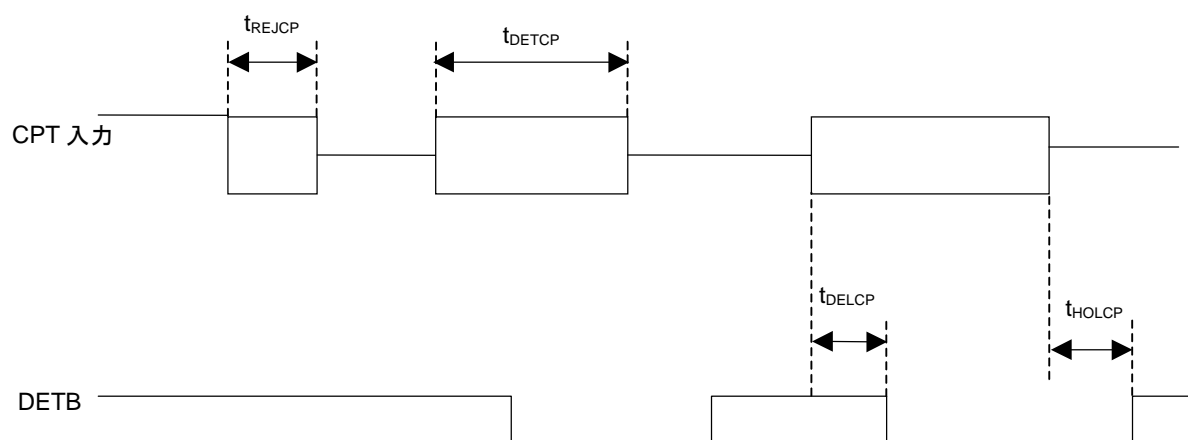 tREJCP
tDETCP
CPT 入力
tDELCP
tHOLCP
DETB